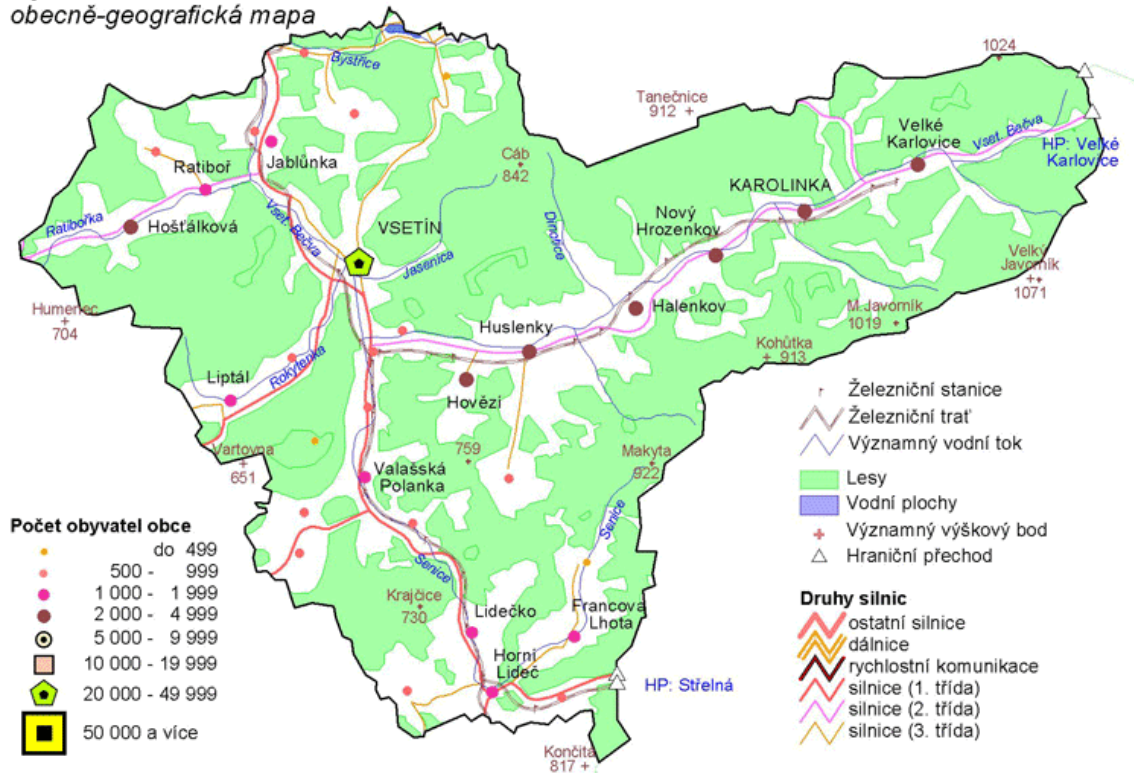 obecně-geografická mapa
Bystřice
1024
Tanečnice
912
Velké
Karlovice
Vset. Bečva
HP: Velké
Karlovice
Ratiboř
Jablůnka
Cáb
842
KAROLINKA
Ratibořka
Hošťálková
Vset. Bečva
VSETÍN
Dinotice
Nový
Hrozenkov
Jasenica
Velký
Javorník
1071
Humenec
704
Halenkov
M.Javorník
1019
Huslenky
Kohútka
913
Rokytenka
Liptál
Hovězí
Vartovna
651
759
Makyta
922
Valašská
Polanka
Senice
Senice
Krajčice
730
Lidečko
Francova
Lhota
Horní
Lideč
HP: Střelná
Končitá
817
Počet obyvatel obce
do 499
500 - 999
1 000 - 1 999
2 000 - 4 999
5 000 - 9 999
10 000 - 19 999
20 000 - 49 999
50 000 a více
Železniční stanice
Železniční trať
Významný vodní tok
Lesy
Vodní plochy
Významný výškový bod
Hraniční přechod
Druhy silnic
ostatní silnice
dálnice
rychlostní komunikace
silnice (1. třída)
silnice (2. třída)
silnice (3. třída)